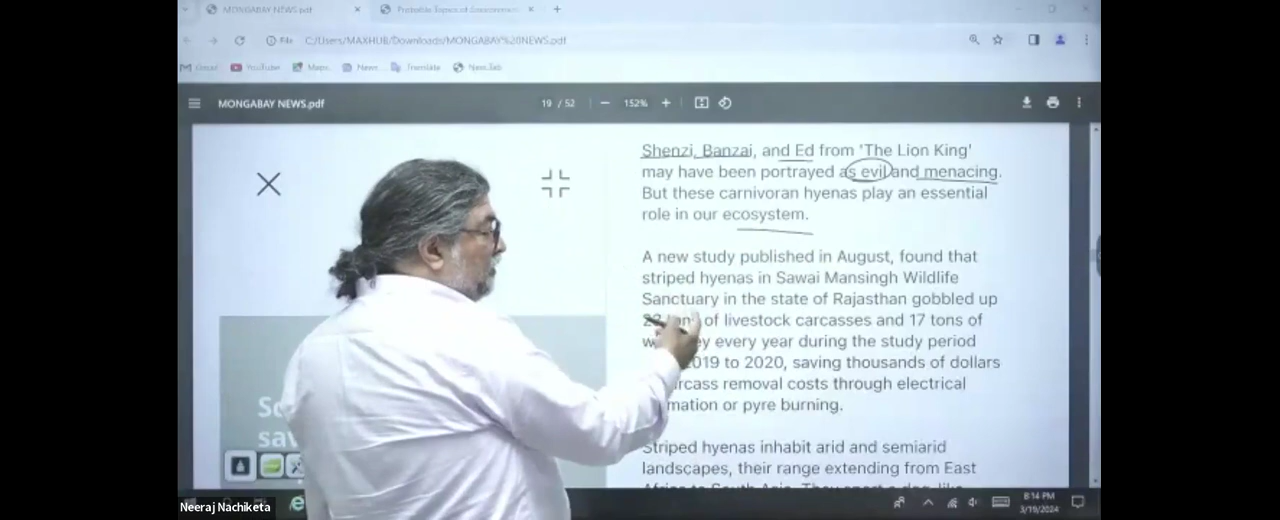 MONGABAY NEWS.pdf
File
C:/Users/MAXHUB/Downloads/MONGABAY%20NEWS.pdf
Gmail YouTube Maps News Translate New Tab
MONGABAY NEWS.pdf 19 / 52 152%
Shenzi, Banzai, and Ed from 'The Lion King'
may have been portrayed as evil and menacing.
But these carnivoran hyenas play an essential
role in our ecosystem.
A new study published in August, found that
striped hyenas in Sawai Mansingh Wildlife
Sanctuary in the state of Rajasthan gobbled up
of livestock carcasses and 17 tons of
every year during the study period
2019 to 2020, saving thousands of dollars
removal costs through electrical
or pyre burning.
Striped hyenas inhabit arid and semiarid
landscapes, their range extending from East
Neeraj Nachiketa
8:14 PM
3/19/2024